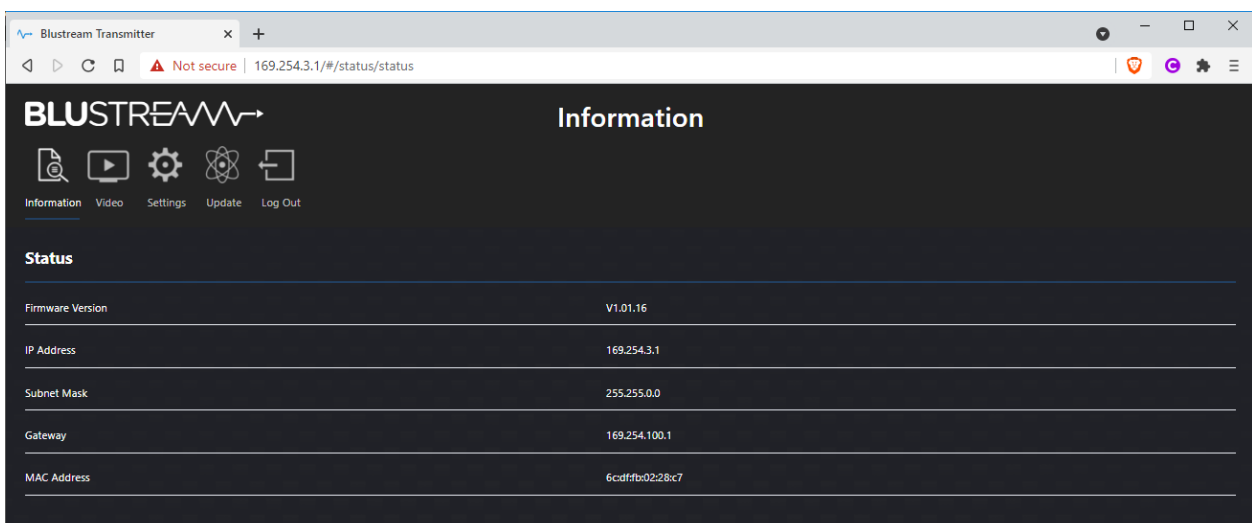 Blustream Transmitter
Not secure 169.254.3.1/#/status/status
BLUSTREAM
Information
Information Video Settings Update Log Out
Status
Firmware Version V1.01.16
IP Address 169.254.3.1
Subnet Mask 255.255.0.0
Gateway 169.254.100.1
MAC Address 6c:df:fb:02:28:c7